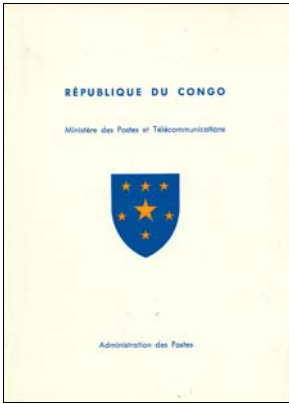 RÉPUBLIQUE DU CONGO
Ministère des Postes et Télécommunications
Administration des Postes